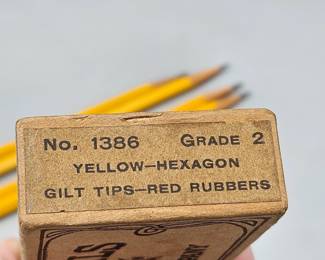 No. 1386 GRADE 2
YELLOW-HEXAGON
GILT TIPS-RED RUBBERS